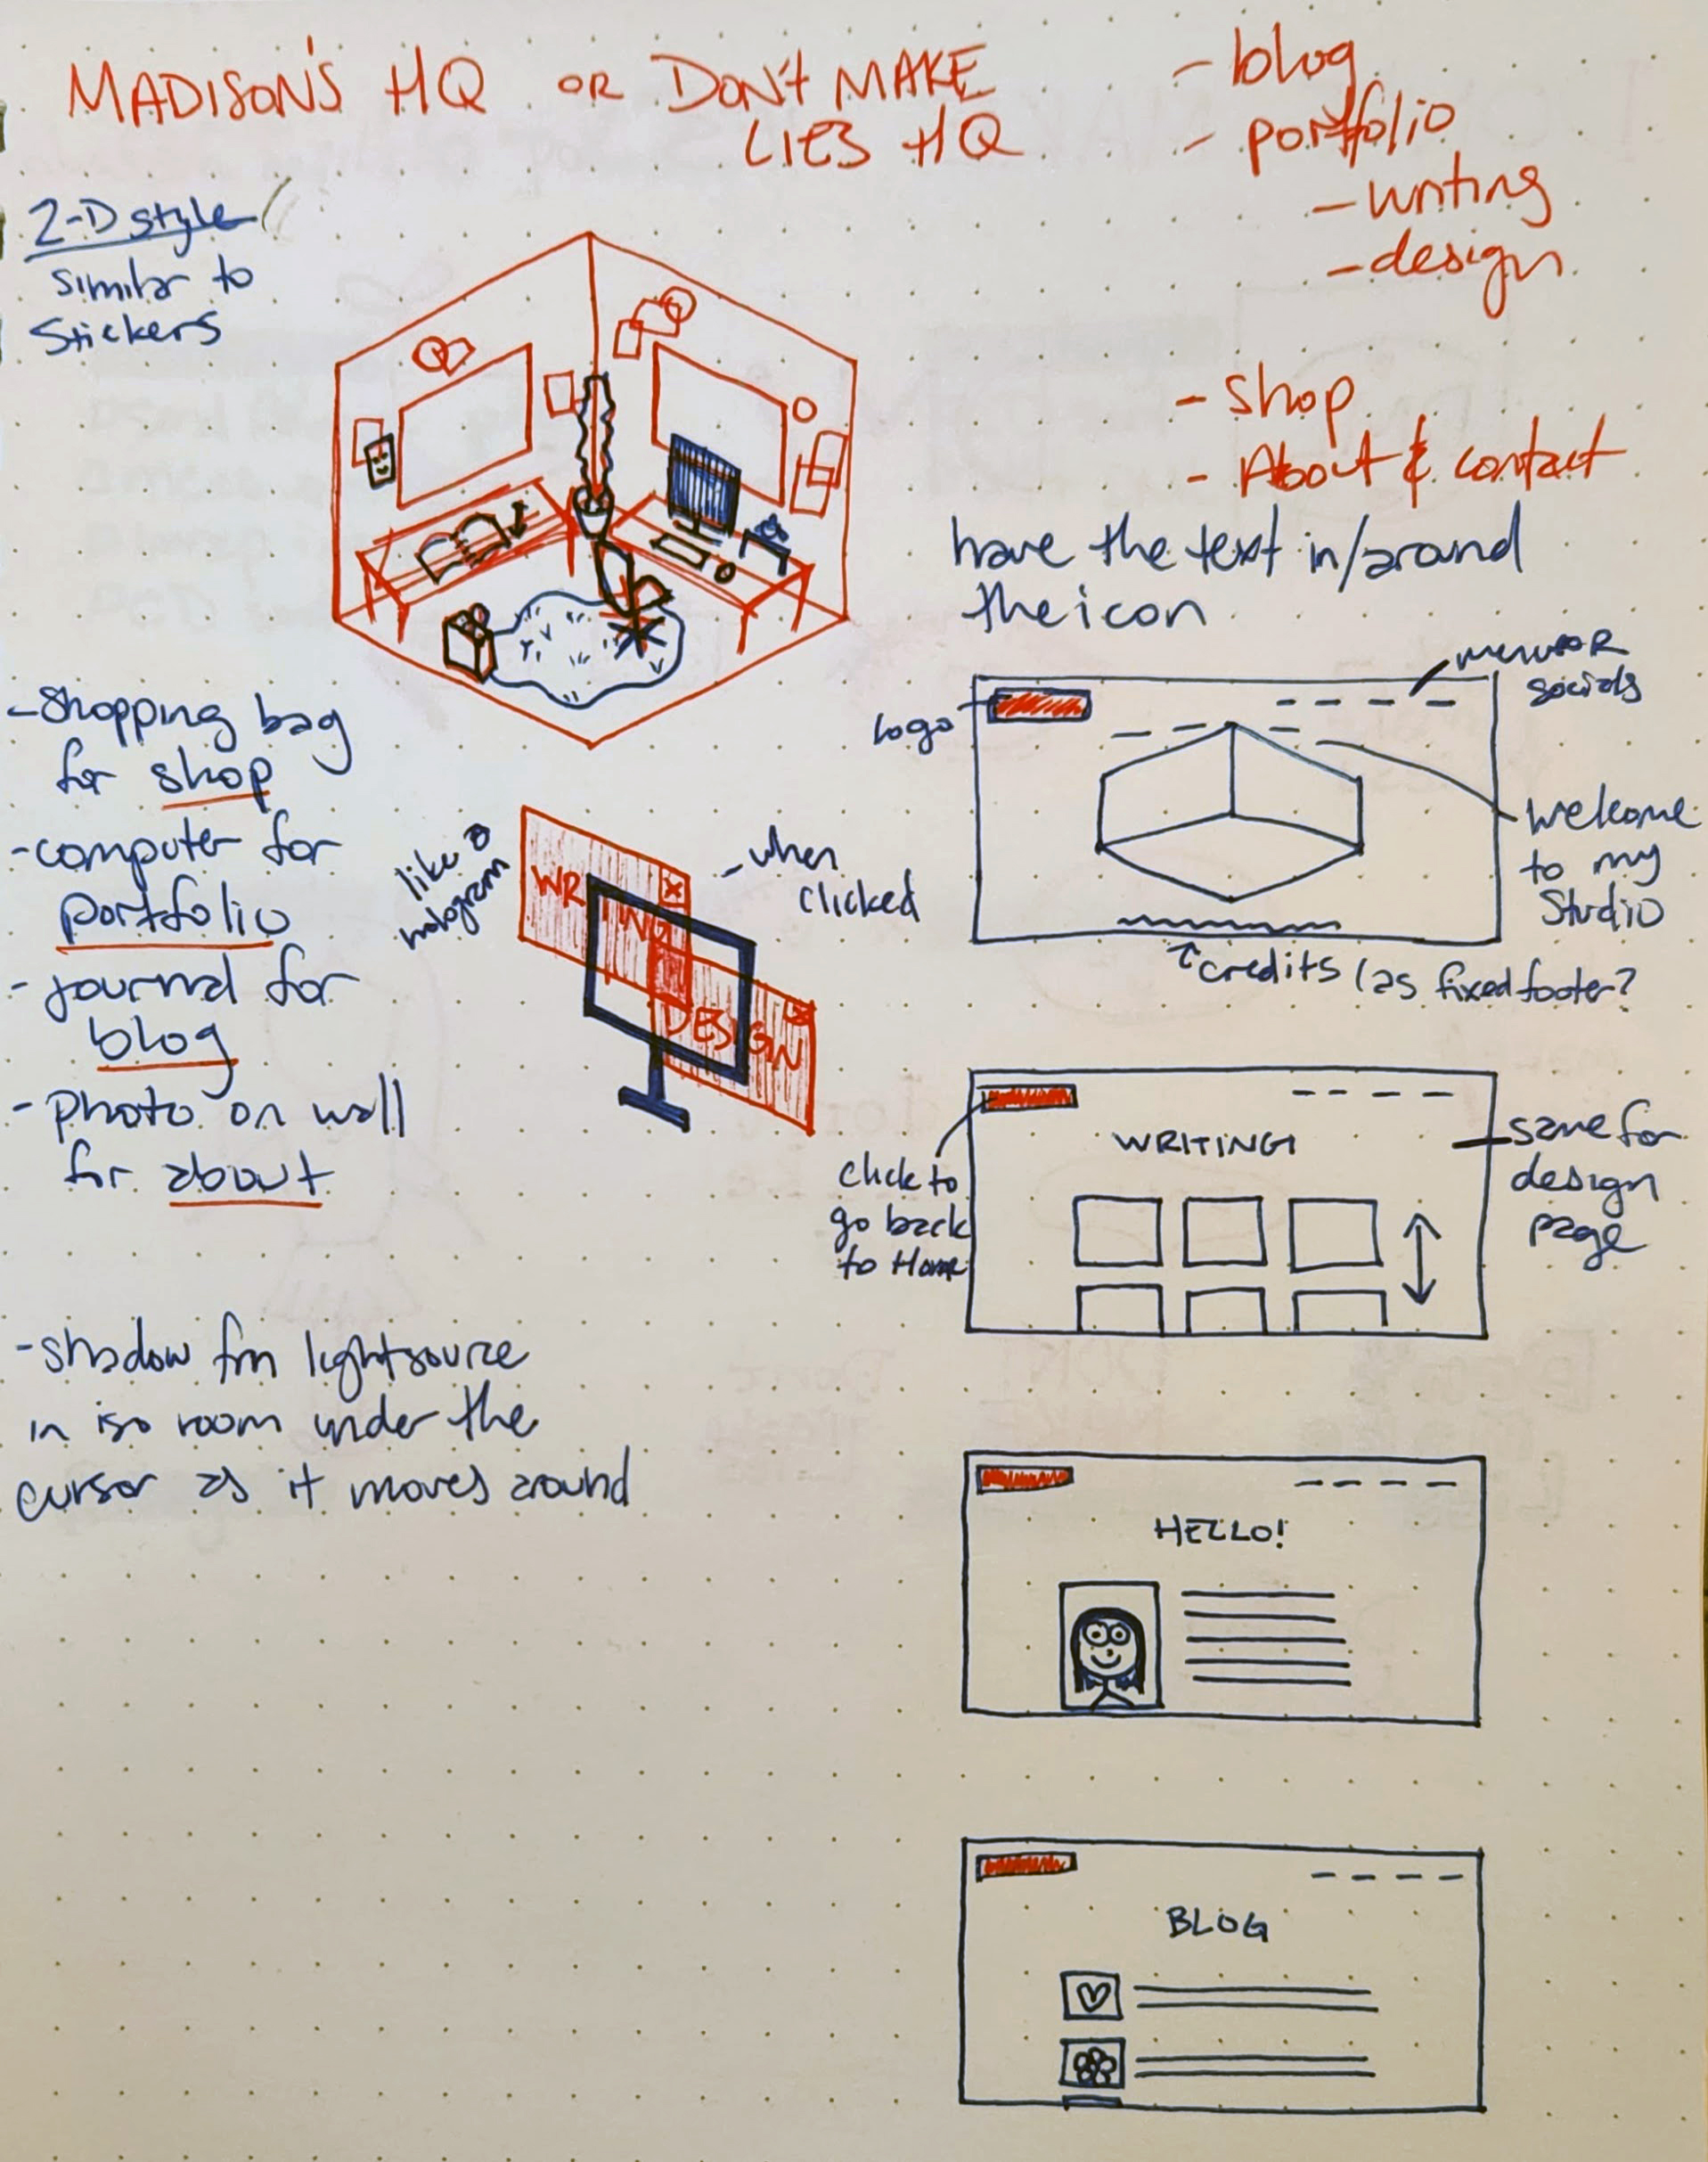 MADISON'S HQ OR DON'T MAKE
LIES HQ
- blog
- portfolio
- writing
- design
- shop
- About & contact
2-D style
similar to
stickers
have the text in/around
the icon
- shopping bag
for shop
- computer for
portfolio
- journal for
blog
- photo on wall
for about
like a
hologram
WRITING
x
DESIGN
x
- when
clicked
logo
menu or
socials
welcome
to my
studio
credits (as fixed footer?
WRITING
click to
go back
to Home
same for
design
page
- shadow fm lightsource
in iso room under the
cursor as it moves around
HELLO!
BLOG